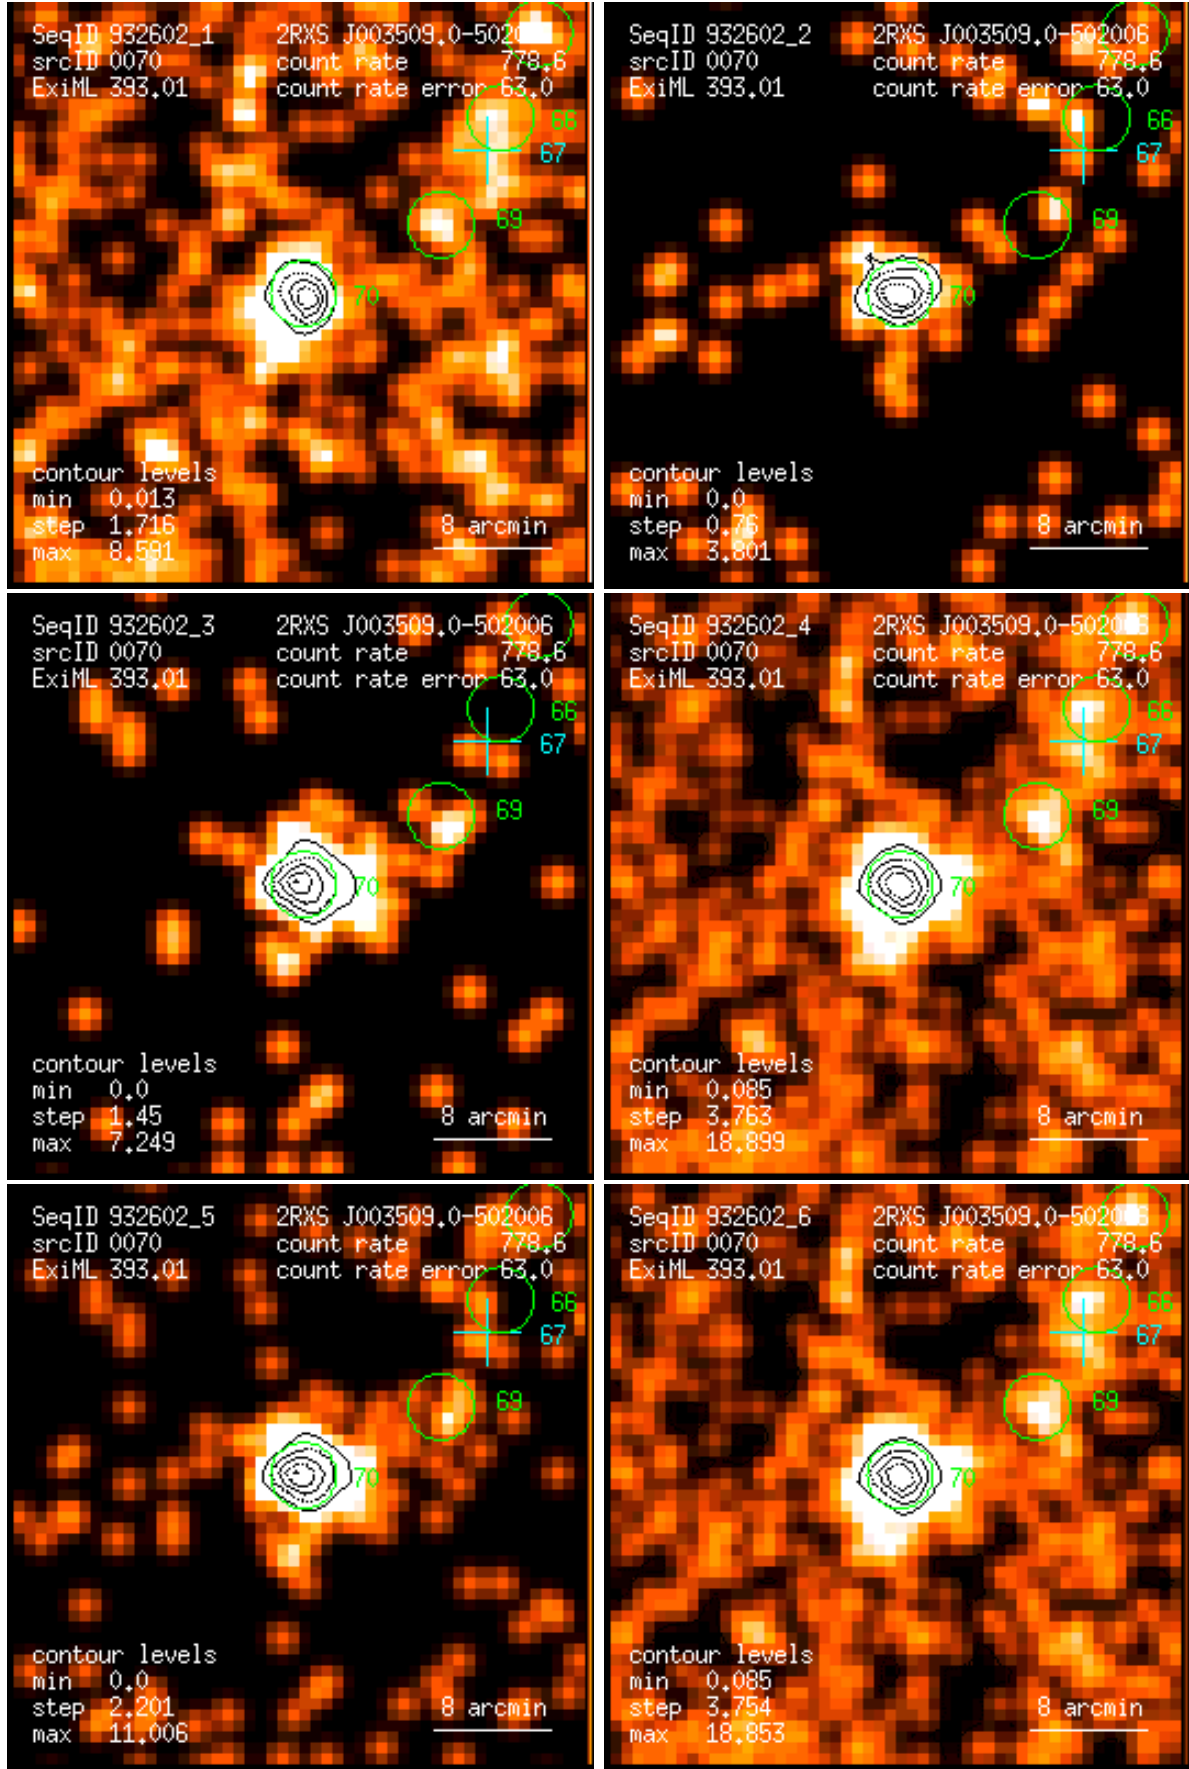 SeqID 932602_1 2RXS J003509.0-502006
srcID 0070 count rate 778.6
ExiML 393.01 count rate error 63.0
66
67
69
70
contour levels
min 0.013
step 1.716 8 arcmin
max 8.591
SeqID 932602_2 2RXS J003509.0-502006
srcID 0070 count rate 778.6
ExiML 393.01 count rate error 63.0
66
67
69
70
contour levels
min 0.0
step 0.76 8 arcmin
max 3.801
SeqID 932602_3 2RXS J003509.0-502006
srcID 0070 count rate 778.6
ExiML 393.01 count rate error 63.0
66
67
69
70
contour levels
min 0.0
step 1.45 8 arcmin
max 7.249
SeqID 932602_4 2RXS J003509.0-502006
srcID 0070 count rate 778.6
ExiML 393.01 count rate error 63.0
66
67
69
70
contour levels
min 0.085
step 3.763 8 arcmin
max 18.899
SeqID 932602_5 2RXS J003509.0-502006
srcID 0070 count rate 778.6
ExiML 393.01 count rate error 63.0
66
67
69
70
contour levels
min 0.0
step 2.201 8 arcmin
max 11.006
SeqID 932602_6 2RXS J003509.0-502006
srcID 0070 count rate 778.6
ExiML 393.01 count rate error 63.0
66
67
69
70
contour levels
min 0.085
step 3.754 8 arcmin
max 18.853